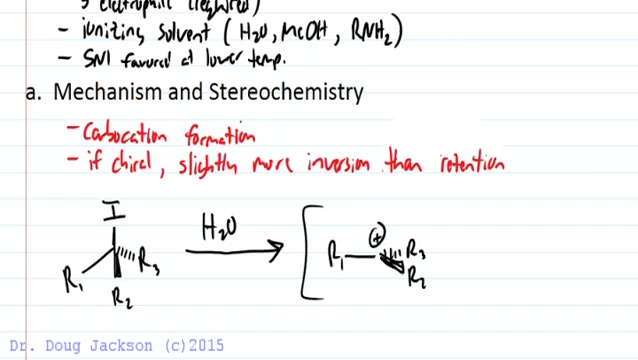 - ionizing solvent (H2O, MeOH, RNH2)
- SN1 favored at lower temp.
a. Mechanism and Stereochemistry
- Carbocation formation
- if chiral, slightly more inversion than retention
I
H2O
R1 R2 R3
R1 + R3 R2
Dr. Doug Jackson (c)2015